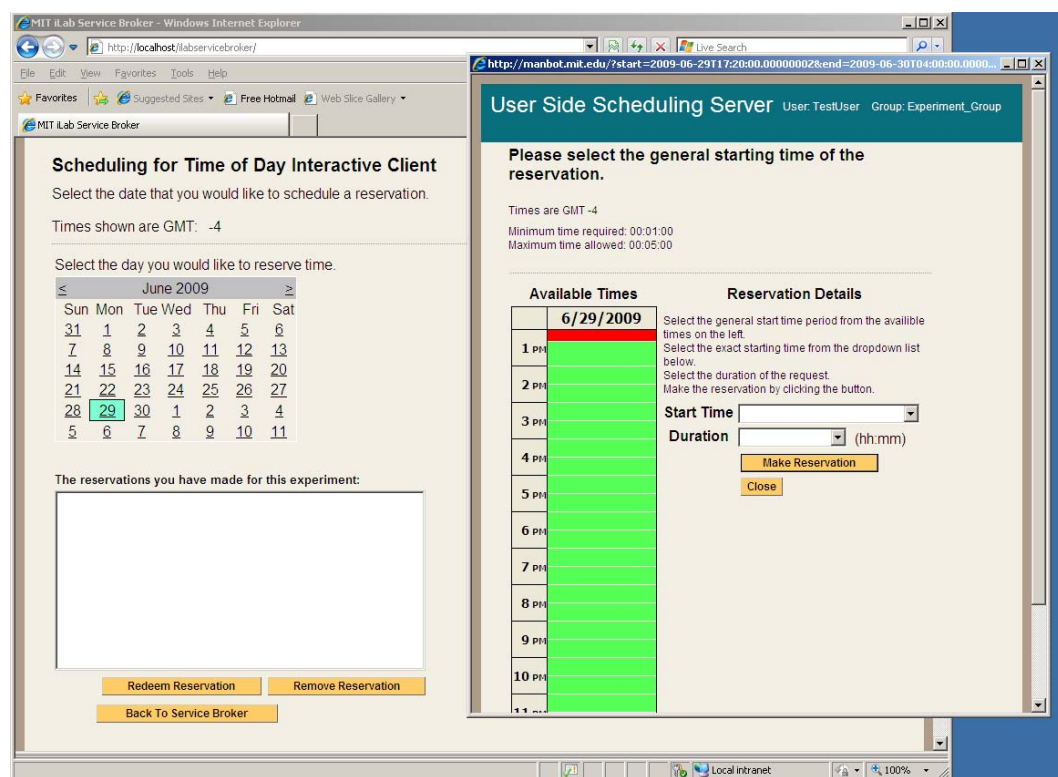 MIT iLab Service Broker - Windows Internet Explorer
http://localhost/ilabservicebroker/
Live Search
File Edit View Favorites Tools Help
Favorites Suggested Sites Free Hotmail Web Slice Gallery
MIT iLab Service Broker
Scheduling for Time of Day Interactive Client
Select the date that you would like to schedule a reservation.
Times shown are GMT: -4
Select the day you would like to reserve time.
< June 2009 >
Sun Mon Tue Wed Thu Fri Sat
31 1 2 3 4 5 6
7 8 9 10 11 12 13
14 15 16 17 18 19 20
21 22 23 24 25 26 27
28 29 30 1 2 3 4
5 6 7 8 9 10 11
The reservations you have made for this experiment:
Redeem Reservation Remove Reservation
Back To Service Broker
http://manbot.mit.edu/?start=2009-06-29T17:20:00.0000000Z&end=2009-06-30T04:00:00.0000...
User Side Scheduling Server User: TestUser Group: Experiment_Group
Please select the general starting time of the
reservation.
Times are GMT -4
Minimum time required: 00:01:00
Maximum time allowed: 00:05:00
Available Times
6/29/2009
1 PM
2 PM
3 PM
4 PM
5 PM
6 PM
7 PM
8 PM
9 PM
10 PM
11 PM
Reservation Details
Select the general start time period from the availible
times on the left.
Select the exact starting time from the dropdown list
below.
Select the duration of the request.
Make the reservation by clicking the button.
Start Time
Duration (hh:mm)
Make Reservation
Close
Local intranet 100%